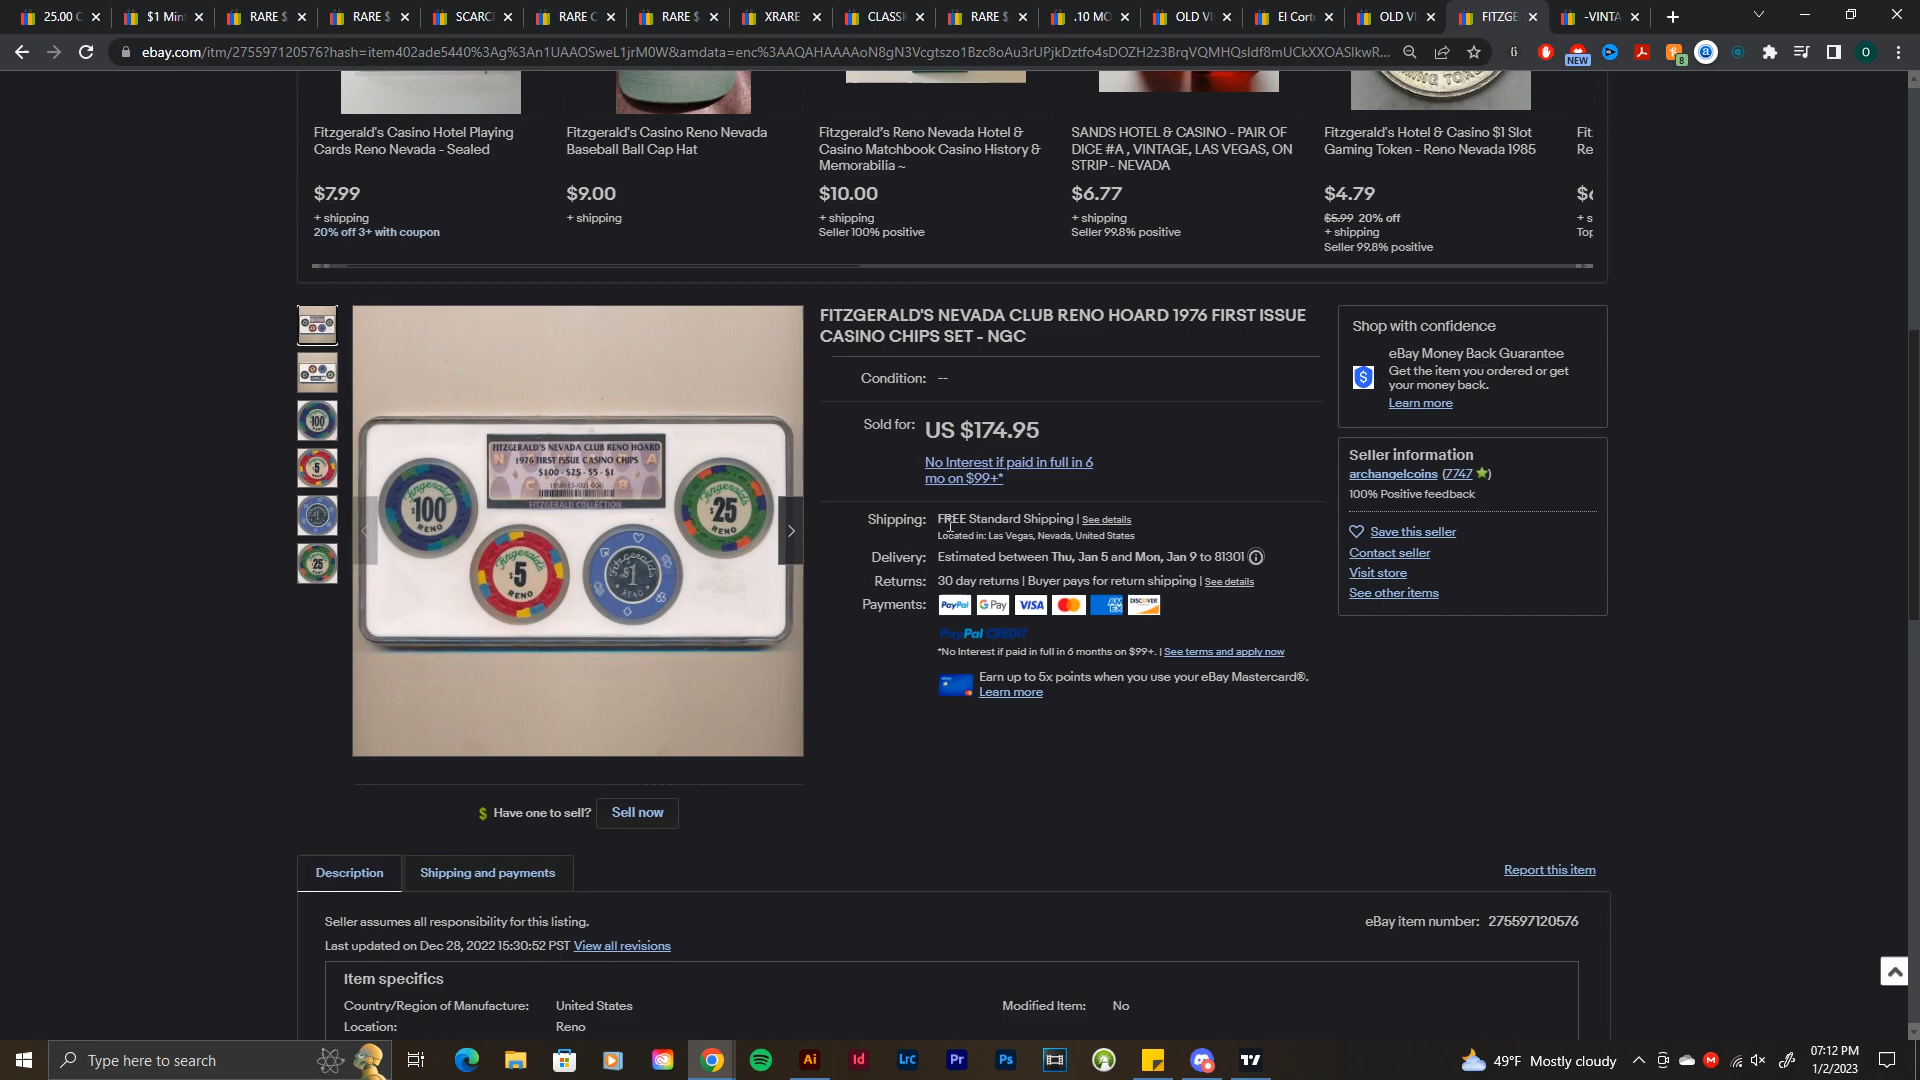 25.00 C
$1 Min
RARE $
RARE $
SCARC
RARE C
RARE $
XRARE
CLASSI
RARE $
.10 MO
OLD VI
El Cort
OLD VI
FITZGE
-VINTA
ebay.com/itm/275597120576?hash=item402ade5440%3Ag%3An1UAAOSweL1jrM0W&amdata=enc%3AAQAHAAAAoN8gN3Vcgtszo1Bzc8oAu3rUPjkDztfo4sDOZH2z3BrqVQMHQsIdf8mUCkXXOASlkwR...
NEW
8
O
Fitzgerald's Casino Hotel Playing
Cards Reno Nevada - Sealed
$7.99
+ shipping
20% off 3+ with coupon
Fitzgerald's Casino Reno Nevada
Baseball Ball Cap Hat
$9.00
+ shipping
Fitzgerald's Reno Nevada Hotel &
Casino Matchbook Casino History &
Memorabilia ~
$10.00
+ shipping
Seller 100% positive
SANDS HOTEL & CASINO - PAIR OF
DICE #A , VINTAGE, LAS VEGAS, ON
STRIP - NEVADA
$6.77
+ shipping
Seller 99.8% positive
Fitzgerald's Hotel & Casino $1 Slot
Gaming Token - Reno Nevada 1985
$4.79
$5.99 20% off
+ shipping
Seller 99.8% positive
Fit
Re
+ s
Top
FITZGERALD'S NEVADA CLUB RENO HOARD
1976 FIRST ISSUE CASINO CHIPS
$100 - $25 - $5 - $1
FITZGERALD COLLECTION
Fitzgeralds
100
RENO
Fitzgeralds
$5
RENO
Fitzgeralds
$1
RENO
Fitzgeralds
$25
RENO
FITZGERALD'S NEVADA CLUB RENO HOARD 1976 FIRST ISSUE
CASINO CHIPS SET - NGC
Condition: --
Sold for: US $174.95
No Interest if paid in full in 6
mo on $99+*
Shipping: FREE Standard Shipping | See details
Located in: Las Vegas, Nevada, United States
Delivery: Estimated between Thu, Jan 5 and Mon, Jan 9 to 81301
Returns: 30 day returns | Buyer pays for return shipping | See details
Payments: PayPal G Pay VISA AMEX DISCOVER
PayPal CREDIT
*No Interest if paid in full in 6 months on $99+. | See terms and apply now
Earn up to 5x points when you use your eBay Mastercard®.
Learn more
Shop with confidence
eBay Money Back Guarantee
Get the item you ordered or get
your money back.
Learn more
Seller information
archangelcoins (7747)
100% Positive feedback
Save this seller
Contact seller
Visit store
See other items
Have one to sell? Sell now
Description
Shipping and payments
Report this item
Seller assumes all responsibility for this listing.
eBay item number: 275597120576
Last updated on Dec 28, 2022 15:30:52 PST View all revisions
Item specifics
Country/Region of Manufacture: United States
Modified Item: No
Location: Reno
Type here to search
Ai
Id
Lrc
Pr
Ps
49°F Mostly cloudy
07:12 PM
1/2/2023